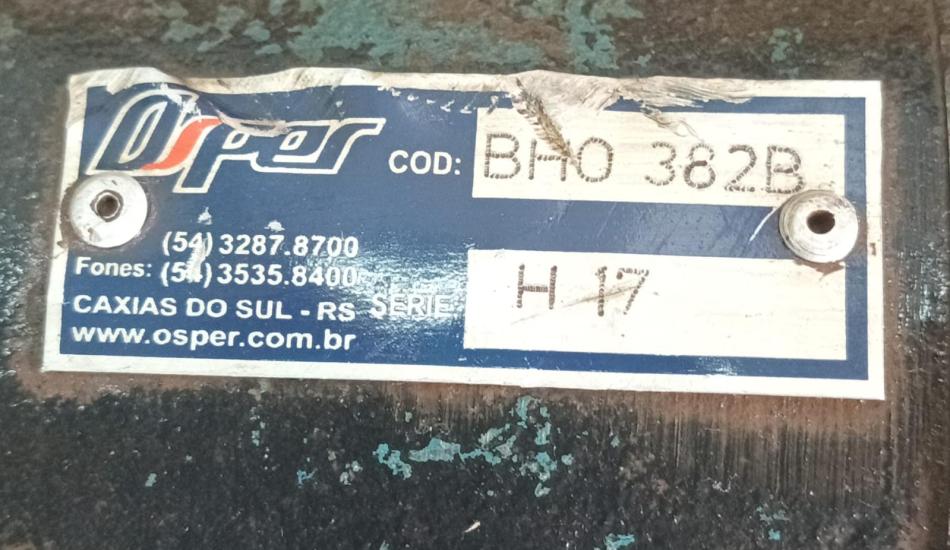 Osper
COD: BHO 382B
(54) 3287.8700
Fones: (54) 3535.8400
CAXIAS DO SUL - RS
SÉRIE: H 17
www.osper.com.br